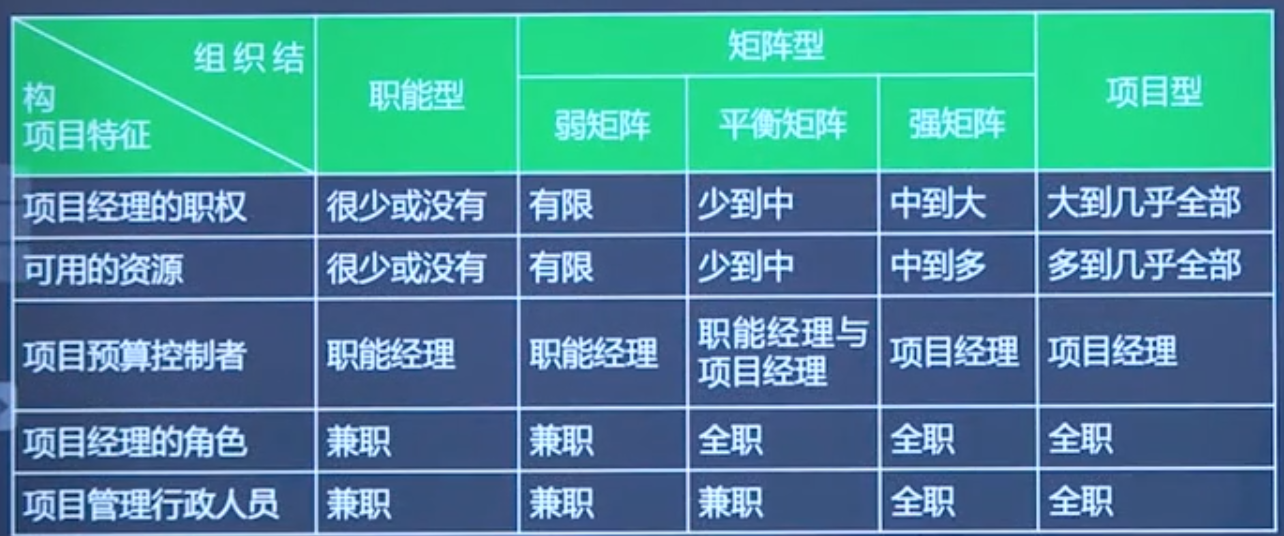 组织结
构
项目特征
职能型
矩阵型
弱矩阵
平衡矩阵
强矩阵
项目型
项目经理的职权
很少或没有
有限
少到中
中到大
大到几乎全部
可用的资源
很少或没有
有限
少到中
中到多
多到几乎全部
项目预算控制者
职能经理
职能经理
职能经理与
项目经理
项目经理
项目经理
项目经理的角色
兼职
兼职
全职
全职
全职
项目管理行政人员
兼职
兼职
兼职
全职
全职